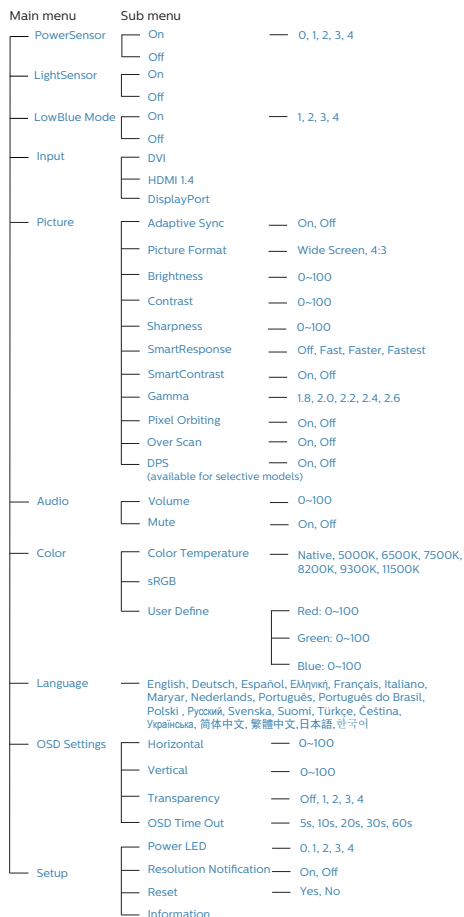 Main menu Sub menu
PowerSensor On 0, 1, 2, 3, 4
Off
LightSensor On
Off
LowBlue Mode On 1, 2, 3, 4
Off
Input DVI
HDMI 1.4
DisplayPort
Picture Adaptive Sync On, Off
Picture Format Wide Screen, 4:3
Brightness 0~100
Contrast 0~100
Sharpness 0~100
SmartResponse Off, Fast, Faster, Fastest
SmartContrast On, Off
Gamma 1.8, 2.0, 2.2, 2.4, 2.6
Pixel Orbiting On, Off
Over Scan On, Off
DPS On, Off
(available for selective models)
Audio Volume 0~100
Mute On, Off
Color Color Temperature Native, 5000K, 6500K, 7500K,
8200K, 9300K, 11500K
sRGB
User Define Red: 0~100
Green: 0~100
Blue: 0~100
Language English, Deutsch, Español, Ελληνική, Français, Italiano,
Maryar, Nederlands, Português, Português do Brasil,
Polski , Русский, Svenska, Suomi, Türkçe, Čeština,
Українська, 简体中文, 繁體中文,日本語,한국어
OSD Settings Horizontal 0~100
Vertical 0~100
Transparency Off, 1, 2, 3, 4
OSD Time Out 5s, 10s, 20s, 30s, 60s
Power LED 0, 1, 2, 3, 4
Setup Resolution Notification On, Off
Reset Yes, No
Information